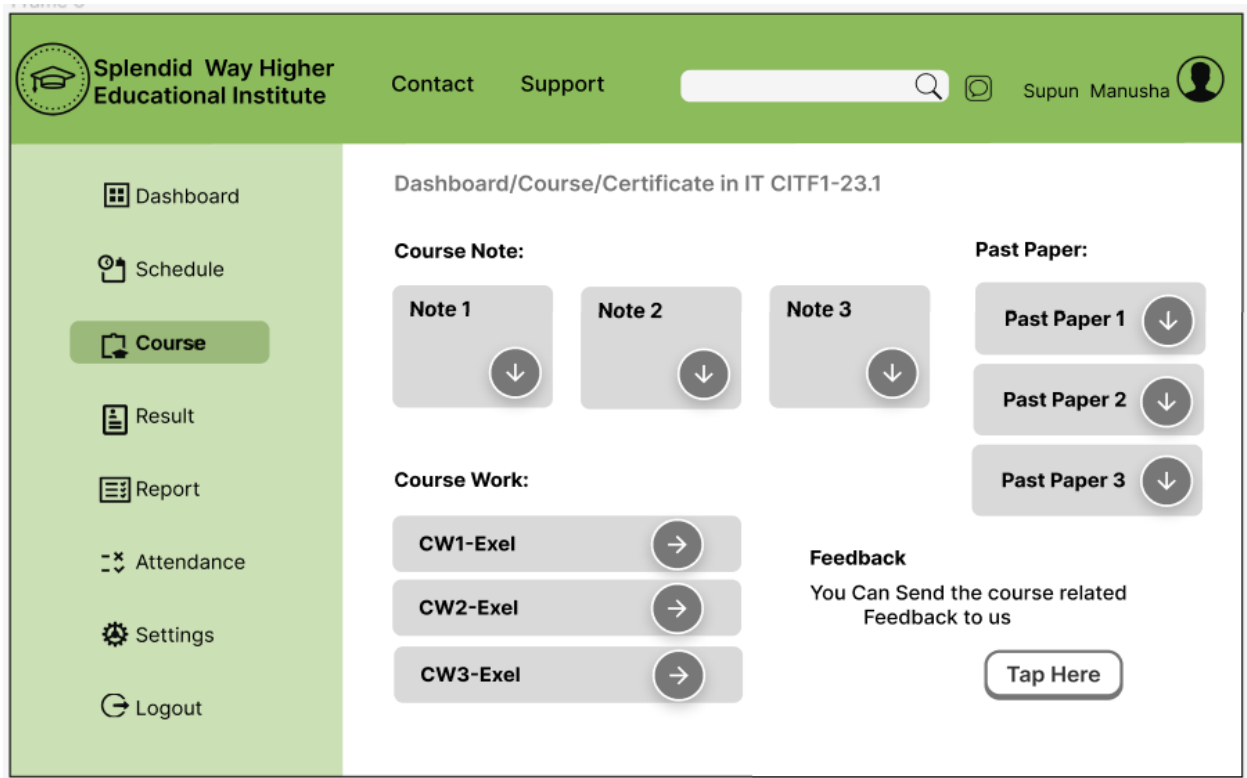 Splendid Way Higher
Educational Institute
Contact
Support
Supun Manusha
Dashboard
Schedule
Course
Result
Report
Attendance
Settings
Logout
Dashboard/Course/Certificate in IT CITF1-23.1
Course Note:
Note 1
Note 2
Note 3
Past Paper:
Past Paper 1
Past Paper 2
Past Paper 3
Course Work:
CW1-Exel
CW2-Exel
CW3-Exel
Feedback
You Can Send the course related
Feedback to us
Tap Here